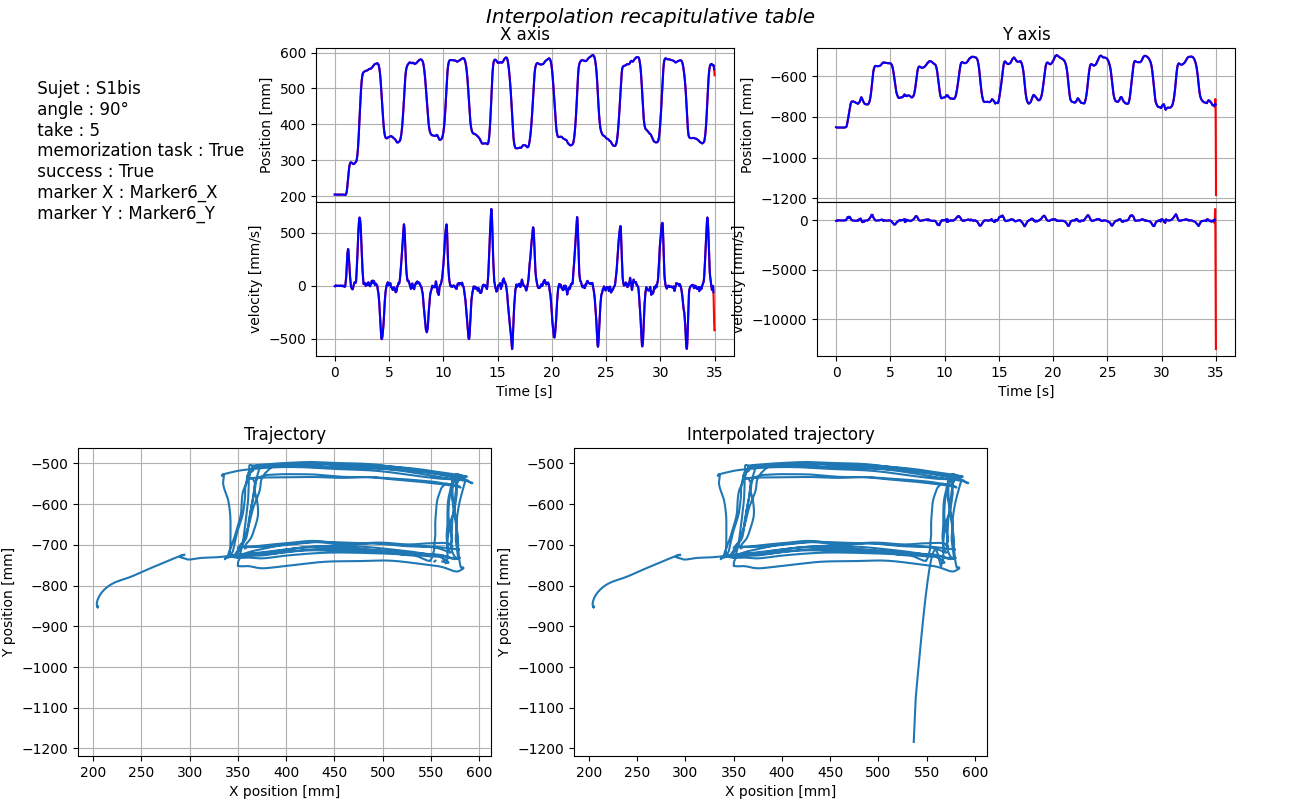 Interpolation recapitulative table
X axis
Y axis
Sujet : S1bis
angle : 90°
take : 5
memorization task : True
success : True
marker X : Marker6_X
marker Y : Marker6_Y
Position [mm]
600
500
400
300
200
velocity [mm/s]
500
0
−500
0 5 10 15 20 25 30 35
Time [s]
Position [mm]
−600
−800
−1000
−1200
velocity [mm/s]
0
−5000
−10000
0 5 10 15 20 25 30 35
Time [s]
Trajectory
Y position [mm]
−500
−600
−700
−800
−900
−1000
−1100
−1200
200 250 300 350 400 450 500 550 600
X position [mm]
Interpolated trajectory
Y position [mm]
−500
−600
−700
−800
−900
−1000
−1100
−1200
200 250 300 350 400 450 500 550 600
X position [mm]